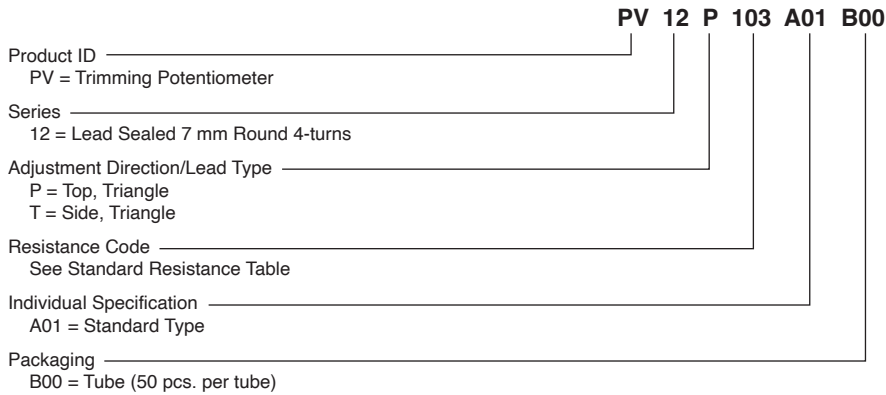 PV 12 P 103 A01 B00
Product ID
PV = Trimming Potentiometer
Series
12 = Lead Sealed 7 mm Round 4-turns
Adjustment Direction/Lead Type
P = Top, Triangle
T = Side, Triangle
Resistance Code
See Standard Resistance Table
Individual Specification
A01 = Standard Type
Packaging
B00 = Tube (50 pcs. per tube)